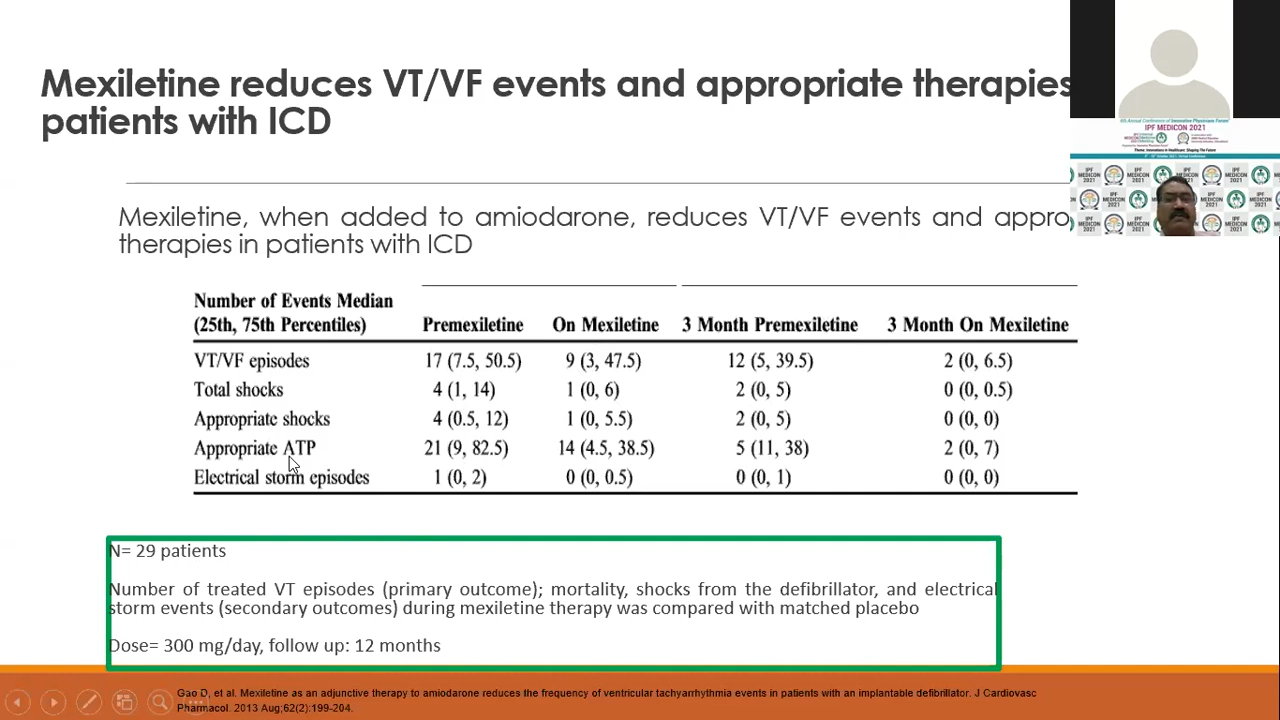 Mexiletine reduces VT/VF events and appropriate therapies
patients with ICD
Mexiletine, when added to amiodarone, reduces VT/VF events and appro
therapies in patients with ICD
Number of Events Median
(25th, 75th Percentiles) Premexiletine On Mexiletine 3 Month Premexiletine 3 Month On Mexiletine
VT/VF episodes 17 (7.5, 50.5) 9 (3, 47.5) 12 (5, 39.5) 2 (0, 6.5)
Total shocks 4 (1, 14) 1 (0, 6) 2 (0, 5) 0 (0, 0.5)
Appropriate shocks 4 (0.5, 12) 1 (0, 5.5) 2 (0, 5) 0 (0, 0)
Appropriate ATP 21 (9, 82.5) 14 (4.5, 38.5) 5 (11, 38) 2 (0, 7)
Electrical storm episodes 1 (0, 2) 0 (0, 0.5) 0 (0, 1) 0 (0, 0)
N= 29 patients
Number of treated VT episodes (primary outcome); mortality, shocks from the defibrillator, and electrical
storm events (secondary outcomes) during mexiletine therapy was compared with matched placebo
Dose= 300 mg/day, follow up: 12 months
Gao D, et al. Mexiletine as an adjunctive therapy to amiodarone reduces the frequency of ventricular tachyarrhythmia events in patients with an implantable defibrillator. J Cardiovasc
Pharmacol. 2013 Aug;62(2):199-204.
IPF MEDICON 2021